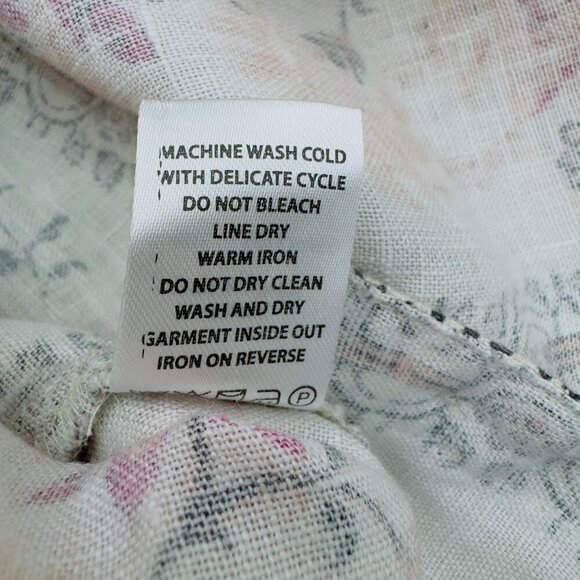 MACHINE WASH COLD
WITH DELICATE CYCLE
DO NOT BLEACH
LINE DRY
WARM IRON
DO NOT DRY CLEAN
WASH AND DRY
GARMENT INSIDE OUT
IRON ON REVERSE
P